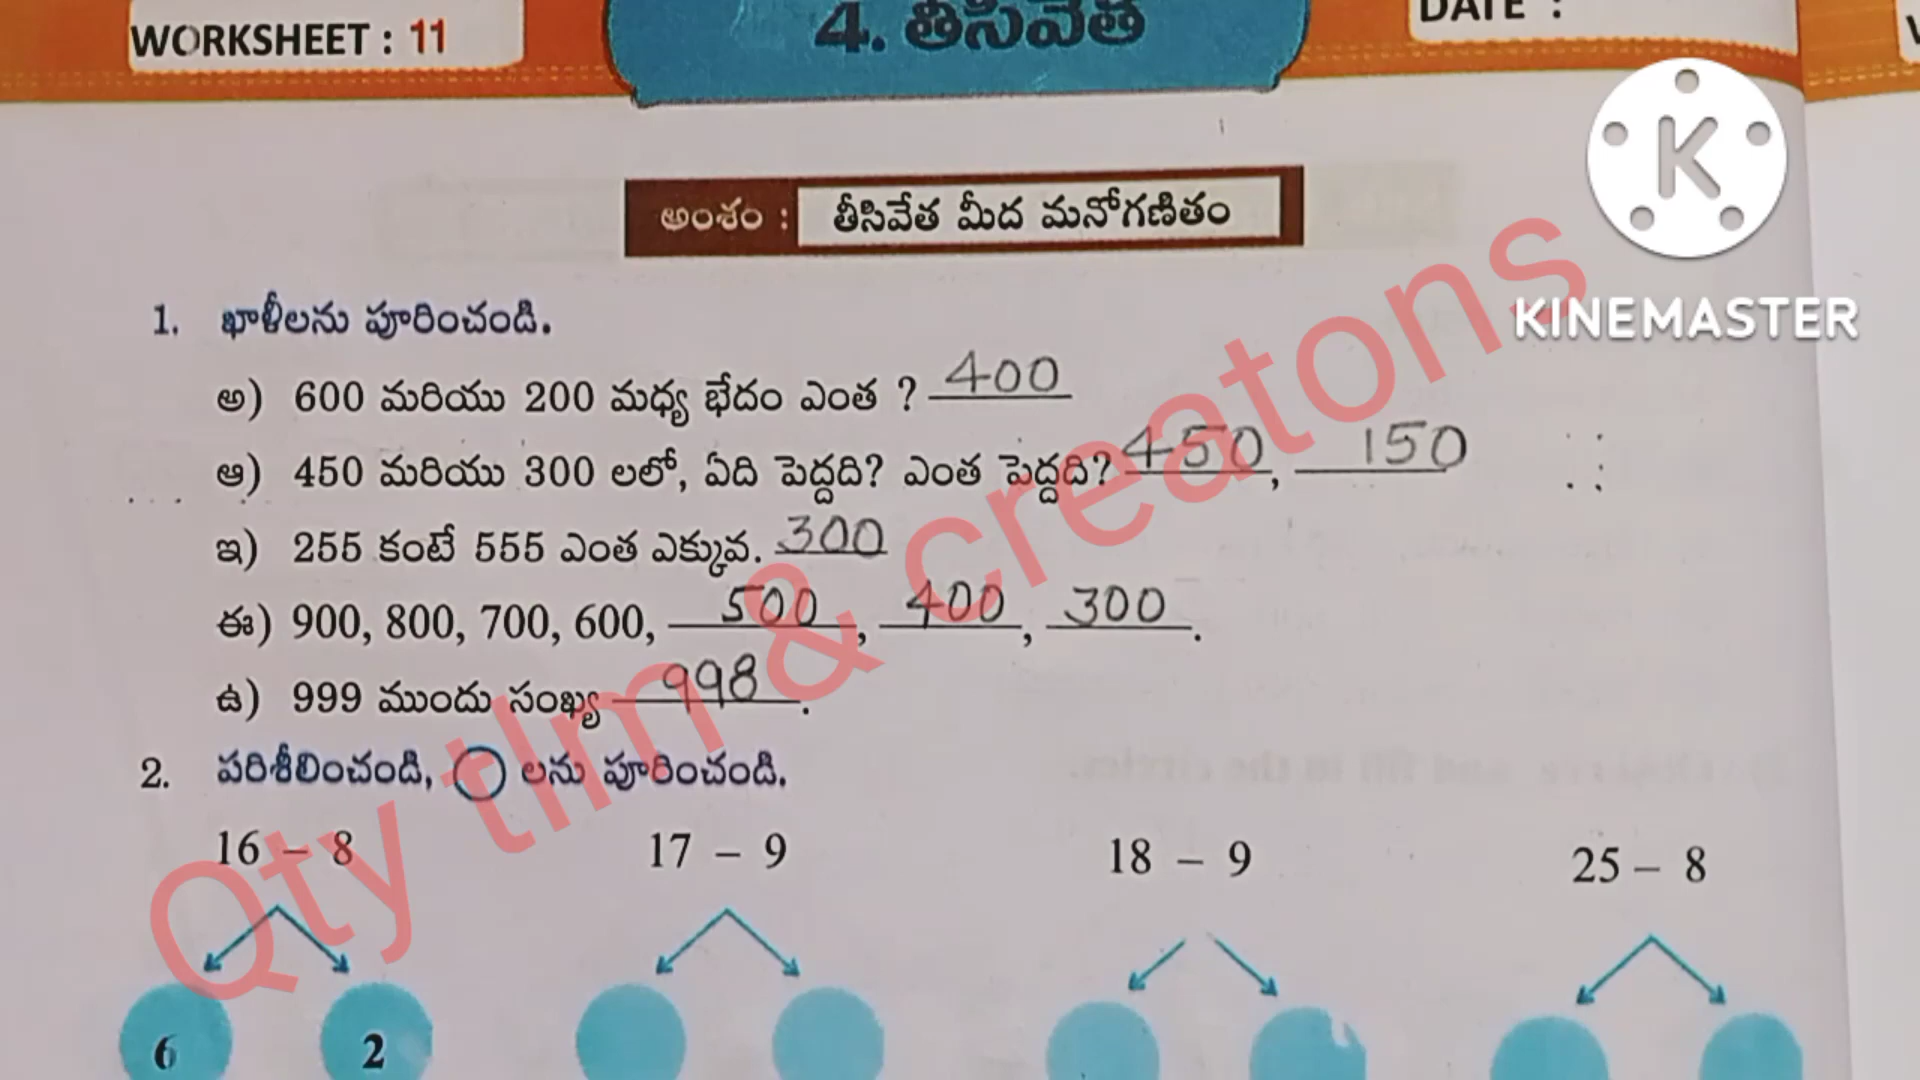 WORKSHEET : 11
4. తీసివేత
DATE :
KINEMASTER
అంశం : తీసివేత మీద మనోగణితం
1. ఖాళీలను పూరించండి.
అ) 600 మరియు 200 మధ్య భేదం ఎంత ? 400
ఆ) 450 మరియు 300 లలో, ఏది పెద్దది? ఎంత పెద్దది? 450, 150
ఇ) 255 కంటే 555 ఎంత ఎక్కువ. 300
ఈ) 900, 800, 700, 600, 500, 400, 300.
ఉ) 999 ముందు సంఖ్య 998.
2. పరిశీలించండి, లను పూరించండి.
16 – 8 17 – 9 18 – 9 25 – 8
6 2
Qty tlm & creatons